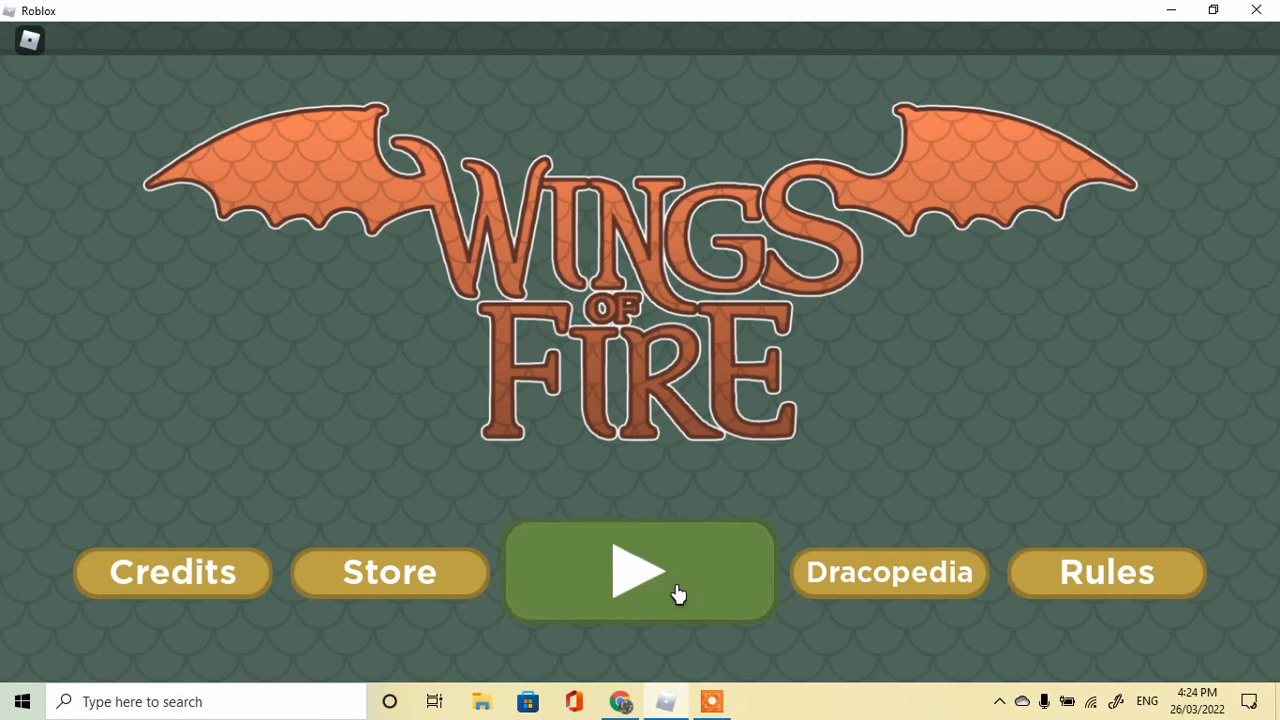 Roblox
WINGS
OF
FIRE
Credits
Store
Dracopedia
Rules
Type here to search
ENG
4:24 PM
26/03/2022